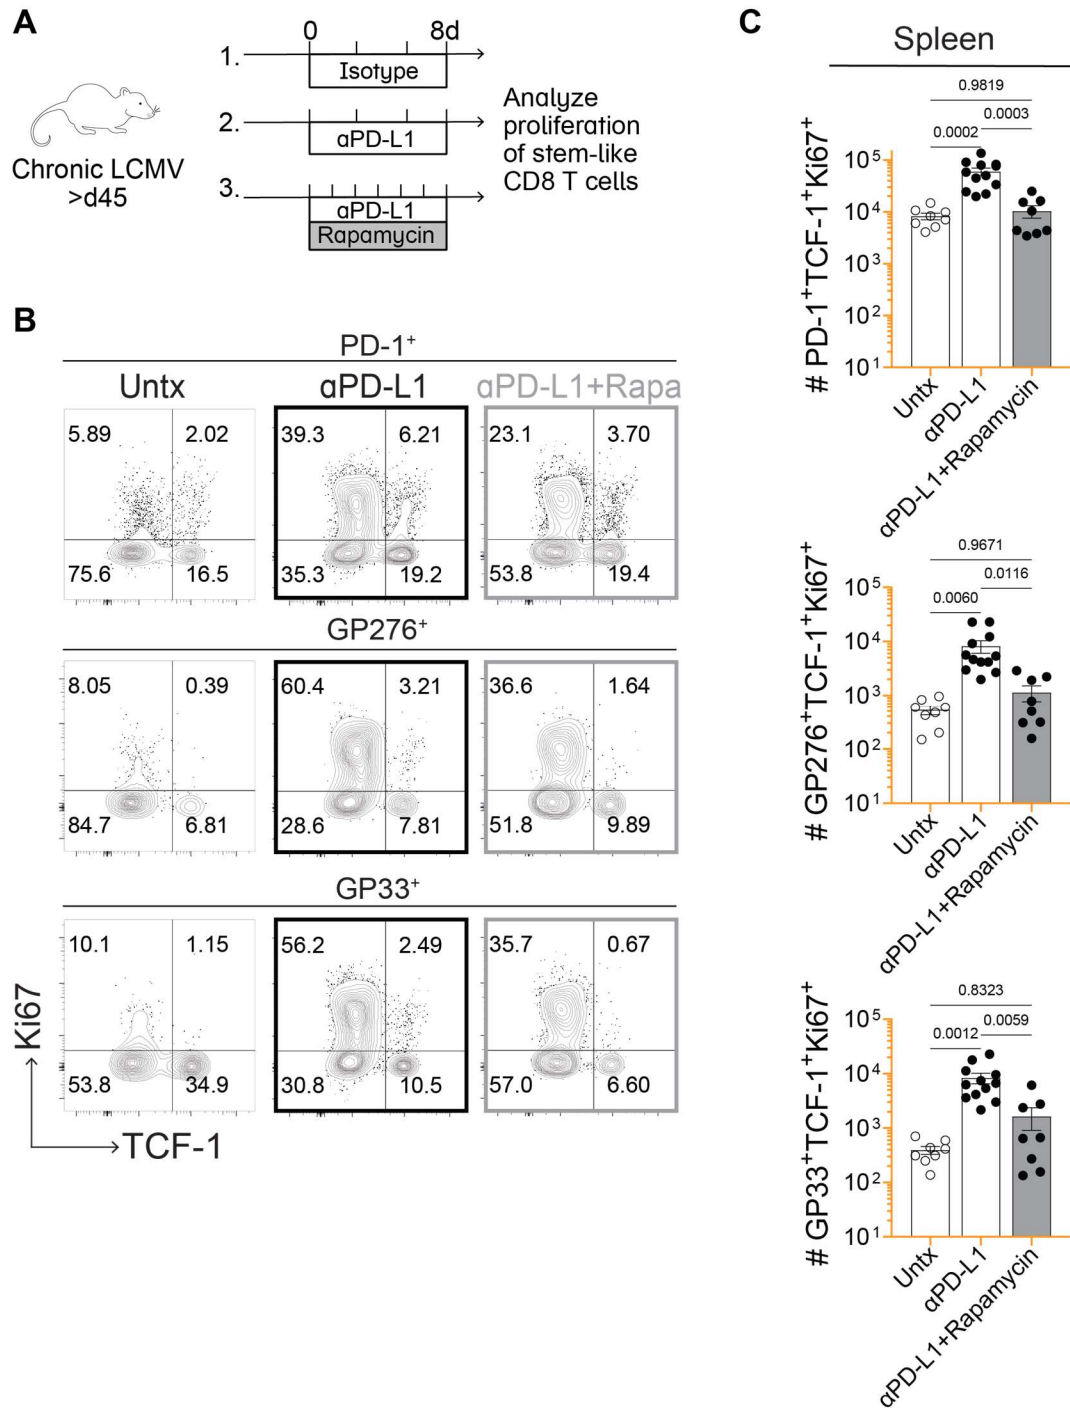 A
0 8d
1.
Isotype
2.
αPD-L1
3.
αPD-L1
Rapamycin
Chronic LCMV
>d45
Analyze
proliferation
of stem-like
CD8 T cells
B
PD-1⁺
Untx αPD-L1 αPD-L1+Rapa
5.89 2.02 39.3 6.21 23.1 3.70
75.6 16.5 35.3 19.2 53.8 19.4
GP276⁺
8.05 0.39 60.4 3.21 36.6 1.64
84.7 6.81 28.6 7.81 51.8 9.89
GP33⁺
10.1 1.15 56.2 2.49 35.7 0.67
53.8 34.9 30.8 10.5 57.0 6.60
Ki67
TCF-1
C
Spleen
# PD-1⁺TCF-1⁺Ki67⁺
0.9819
0.0003
0.0002
10⁵
10⁴
10³
10²
10¹
Untx
αPD-L1
αPD-L1+Rapamycin
# GP276⁺TCF-1⁺Ki67⁺
0.9671
0.0116
0.0060
10⁵
10⁴
10³
10²
10¹
Untx
αPD-L1
αPD-L1+Rapamycin
# GP33⁺TCF-1⁺Ki67⁺
0.8323
0.0059
0.0012
10⁵
10⁴
10³
10²
10¹
Untx
αPD-L1
αPD-L1+Rapamycin